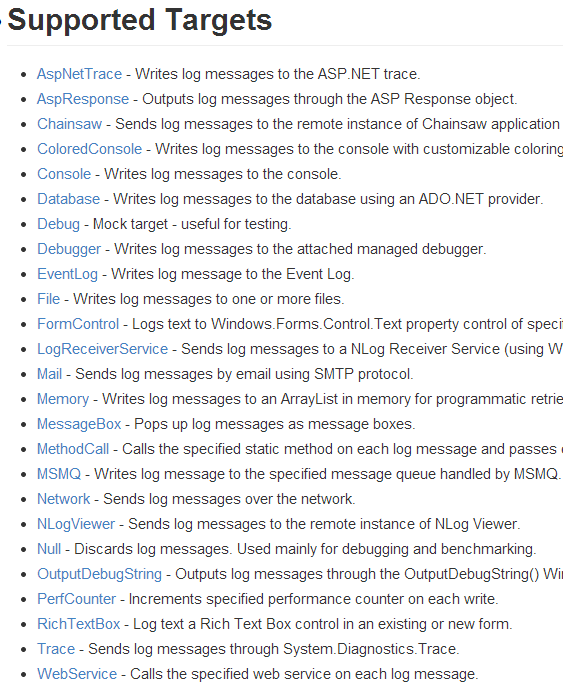 Supported Targets
AspNetTrace - Writes log messages to the ASP.NET trace.
AspResponse - Outputs log messages through the ASP Response object.
Chainsaw - Sends log messages to the remote instance of Chainsaw application
ColoredConsole - Writes log messages to the console with customizable coloring
Console - Writes log messages to the console.
Database - Writes log messages to the database using an ADO.NET provider.
Debug - Mock target - useful for testing.
Debugger - Writes log messages to the attached managed debugger.
EventLog - Writes log message to the Event Log.
File - Writes log messages to one or more files.
FormControl - Logs text to Windows.Forms.Control.Text property control of speci
LogReceiverService - Sends log messages to a NLog Receiver Service (using W
Mail - Sends log messages by email using SMTP protocol.
Memory - Writes log messages to an ArrayList in memory for programmatic retrie
MessageBox - Pops up log messages as message boxes.
MethodCall - Calls the specified static method on each log message and passes
MSMQ - Writes log message to the specified message queue handled by MSMQ.
Network - Sends log messages over the network.
NLogViewer - Sends log messages to the remote instance of NLog Viewer.
Null - Discards log messages. Used mainly for debugging and benchmarking.
OutputDebugString - Outputs log messages through the OutputDebugString() Wi
PerfCounter - Increments specified performance counter on each write.
RichTextBox - Log text a Rich Text Box control in an existing or new form.
Trace - Sends log messages through System.Diagnostics.Trace.
WebService - Calls the specified web service on each log message.